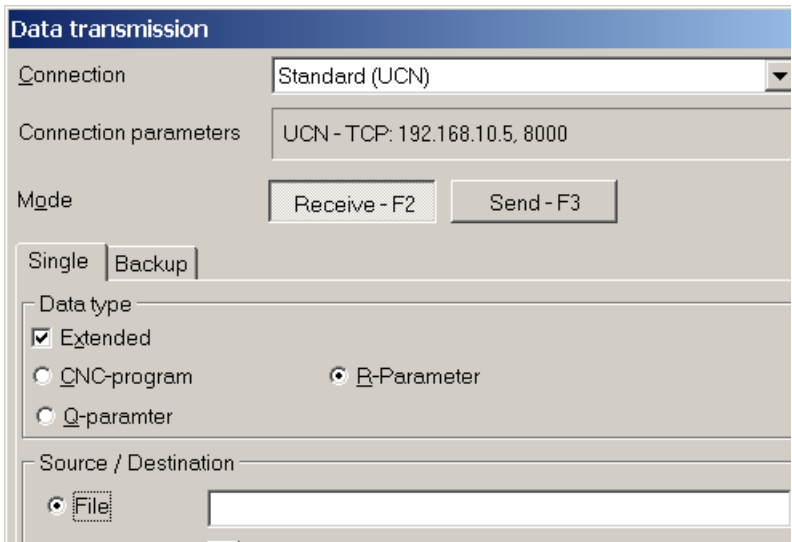 Data transmission
Connection Standard (UCN)
Connection parameters UCN - TCP: 192.168.10.5, 8000
Mode Receive - F2 Send - F3
Single Backup
Data type
Extended
CNC-program R-Parameter
Q-paramter
Source / Destination
File